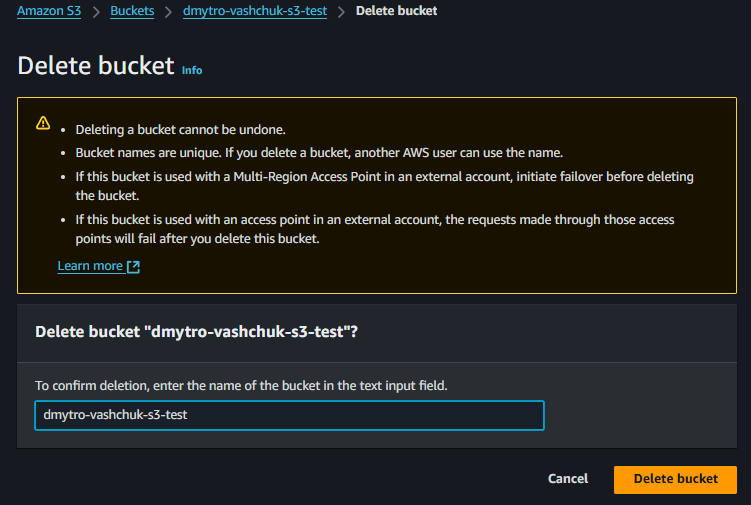 Amazon S3 > Buckets > dmytro-vashchuk-s3-test > Delete bucket
Delete bucket Info
• Deleting a bucket cannot be undone.
• Bucket names are unique. If you delete a bucket, another AWS user can use the name.
• If this bucket is used with a Multi-Region Access Point in an external account, initiate failover before deleting
the bucket.
• If this bucket is used with an access point in an external account, the requests made through those access
points will fail after you delete this bucket.
Learn more
Delete bucket "dmytro-vashchuk-s3-test"?
To confirm deletion, enter the name of the bucket in the text input field.
dmytro-vashchuk-s3-test
Cancel Delete bucket